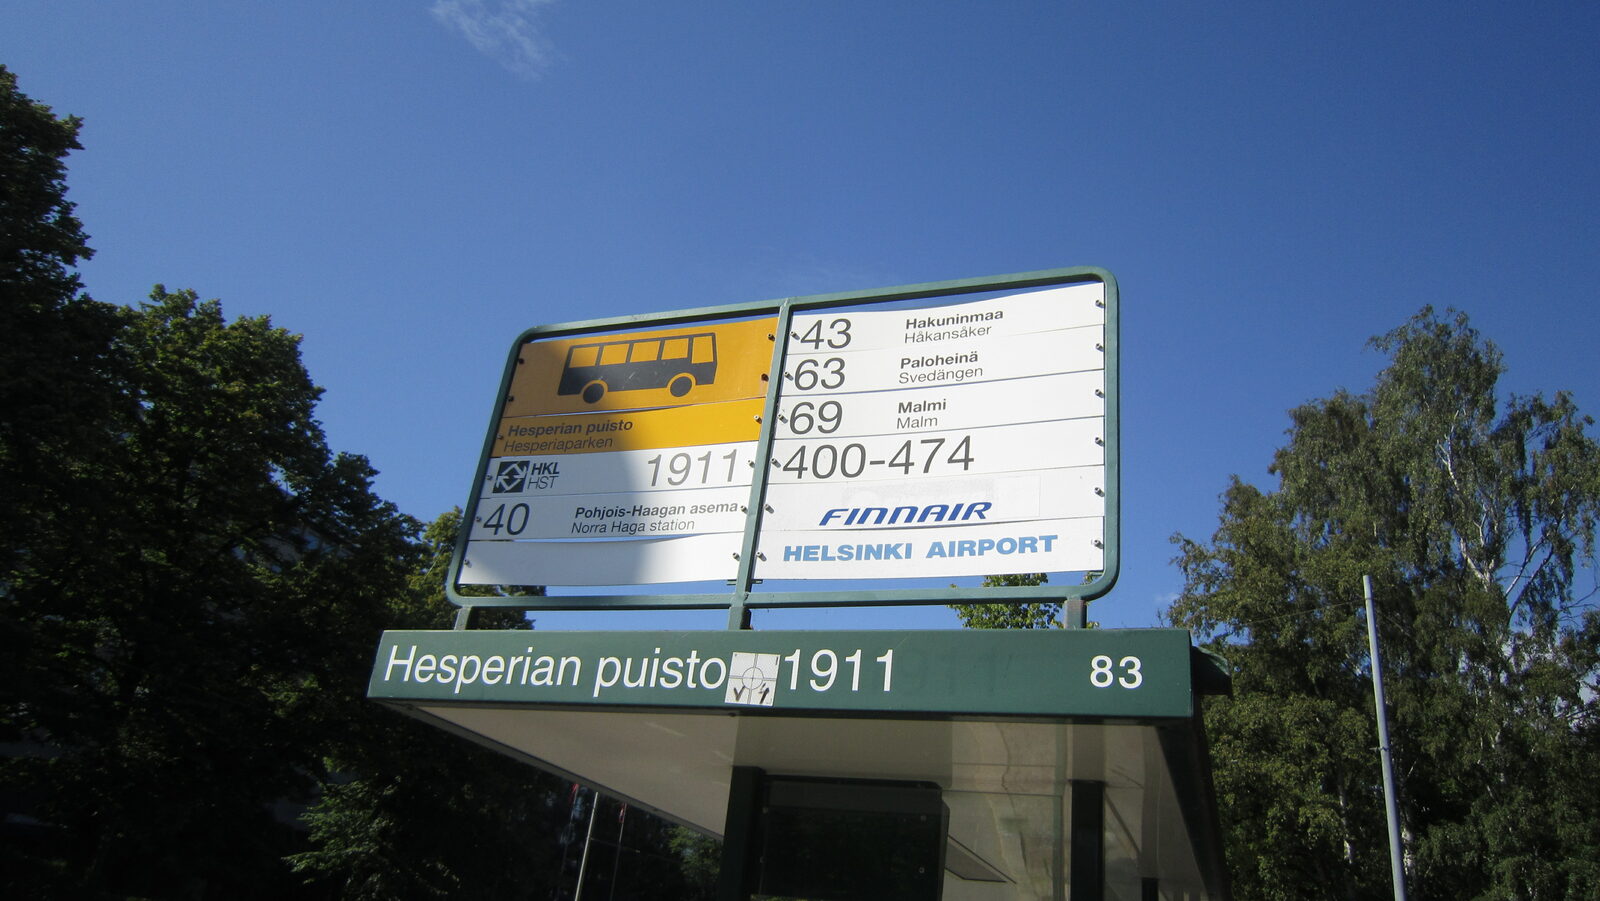 Hesperian puisto
Hesperiaparken
HKL
HST
1911
40 Pohjois-Haagan asema
Norra Haga station
43 Hakuninmaa
Håkansåker
63 Paloheinä
Svedängen
69 Malmi
Malm
400-474
FINNAIR
HELSINKI AIRPORT
Hesperian puisto 1911 83